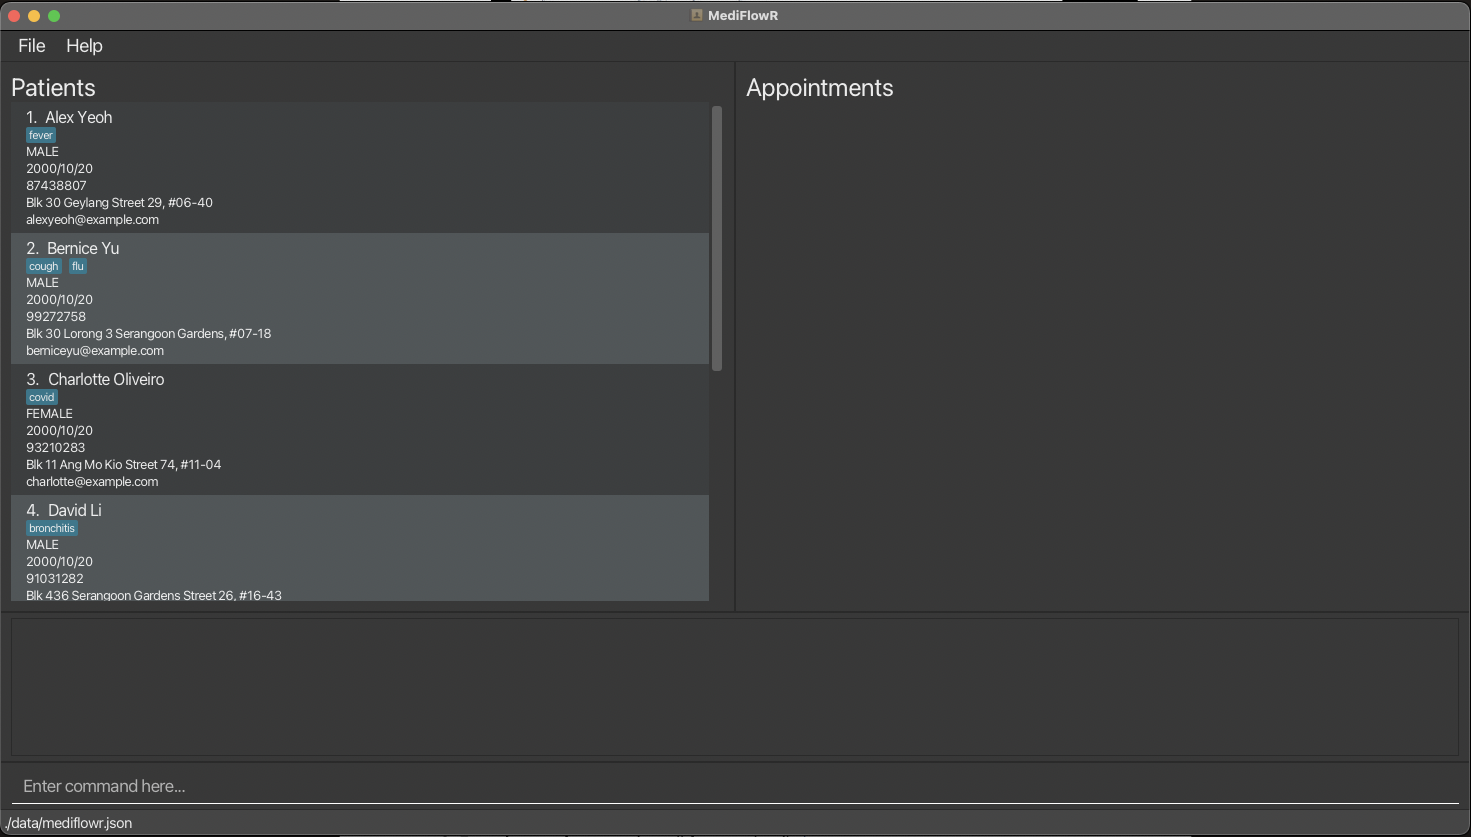 MediFlowR
File Help
Patients
1. Alex Yeoh
fever
MALE
2000/10/20
87438807
Blk 30 Geylang Street 29, #06-40
alexyeoh@example.com
2. Bernice Yu
cough flu
MALE
2000/10/20
99272758
Blk 30 Lorong 3 Serangoon Gardens, #07-18
berniceyu@example.com
3. Charlotte Oliveiro
covid
FEMALE
2000/10/20
93210283
Blk 11 Ang Mo Kio Street 74, #11-04
charlotte@example.com
4. David Li
bronchitis
MALE
2000/10/20
91031282
Blk 436 Serangoon Gardens Street 26, #16-43
Appointments
Enter command here...
./data/mediflowr.json